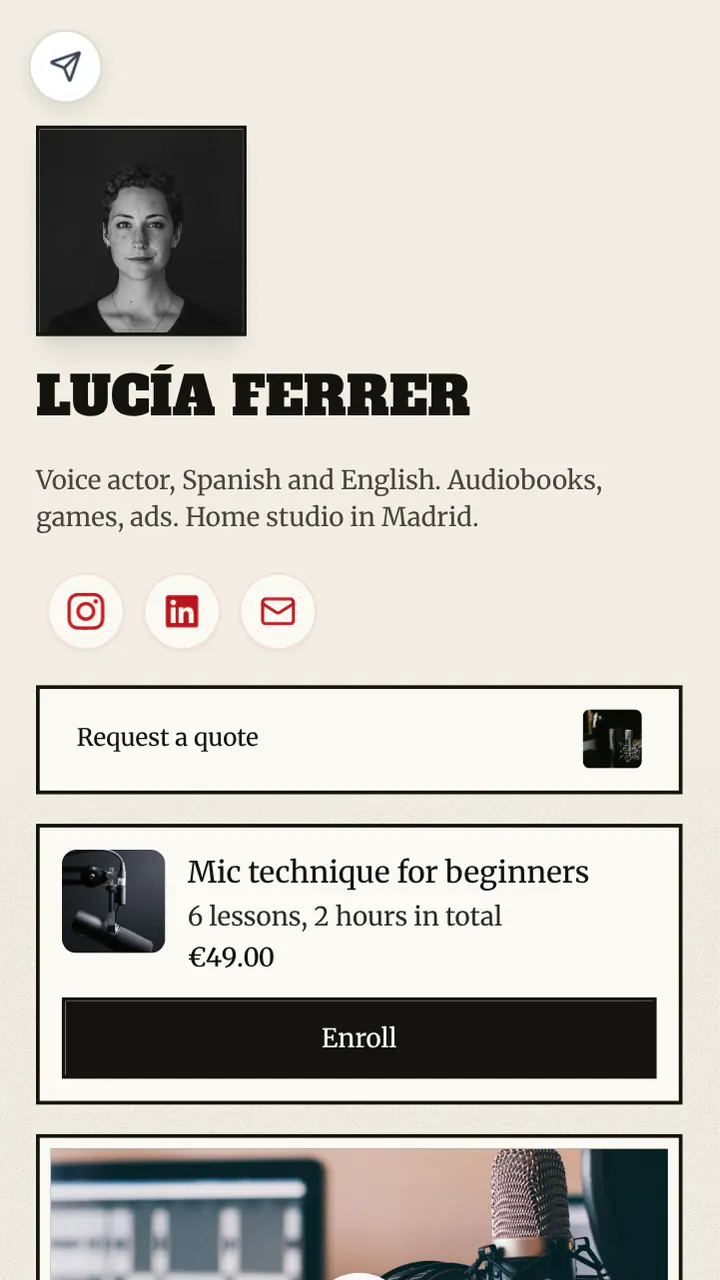 LUCÍA FERRER
Voice actor, Spanish and English. Audiobooks,
games, ads. Home studio in Madrid.
in
Request a quote
Mic technique for beginners
6 lessons, 2 hours in total
€49.00
Enroll